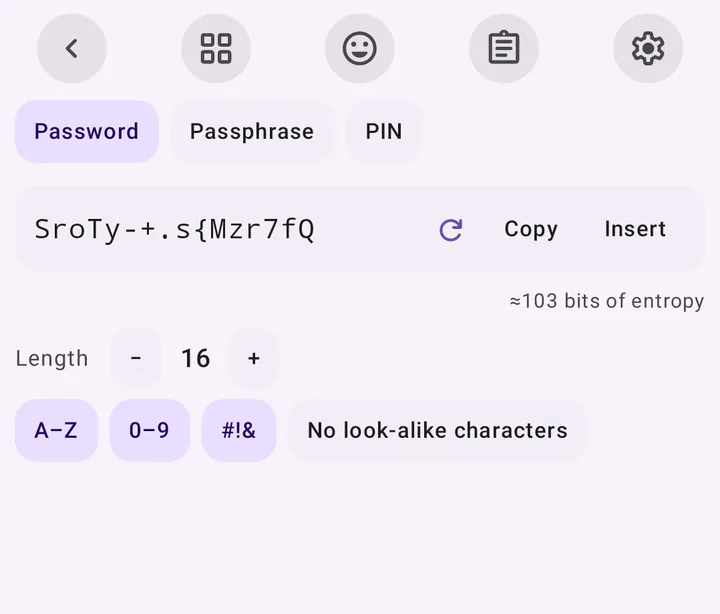 Password Passphrase PIN
SroTy-+.s{Mzr7fQ Copy Insert
≈103 bits of entropy
Length − 16 +
A–Z 0–9 #!& No look-alike characters